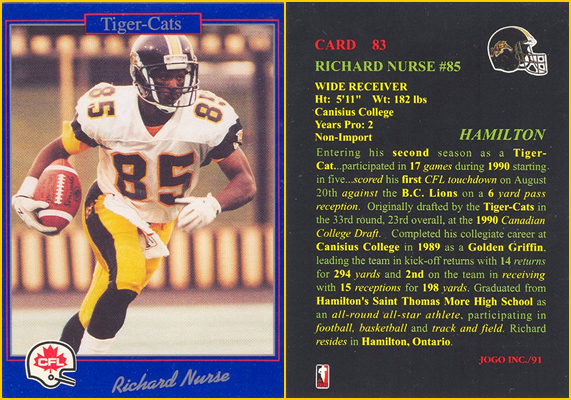 Tiger-Cats
85
85
CFL
Richard Nurse
CARD 83
RICHARD NURSE #85
WIDE RECEIVER
Ht: 5'11" Wt: 182 lbs
Canisius College
Years Pro: 2
Non-Import
HAMILTON
Entering his second season as a Tiger-
Cat...participated in 17 games during 1990 starting
in five...scored his first CFL touchdown on August
20th against the B.C. Lions on a 6 yard pass
reception. Originally drafted by the Tiger-Cats in
the 33rd round, 23rd overall, at the 1990 Canadian
College Draft. Completed his collegiate career at
Canisius College in 1989 as a Golden Griffin,
leading the team in kick-off returns with 14 returns
for 294 yards and 2nd on the team in receiving
with 15 receptions for 198 yards. Graduated from
Hamilton's Saint Thomas More High School as
an all-round all-star athlete, participating in
football, basketball and track and field. Richard
resides in Hamilton, Ontario.
JOGO INC./91